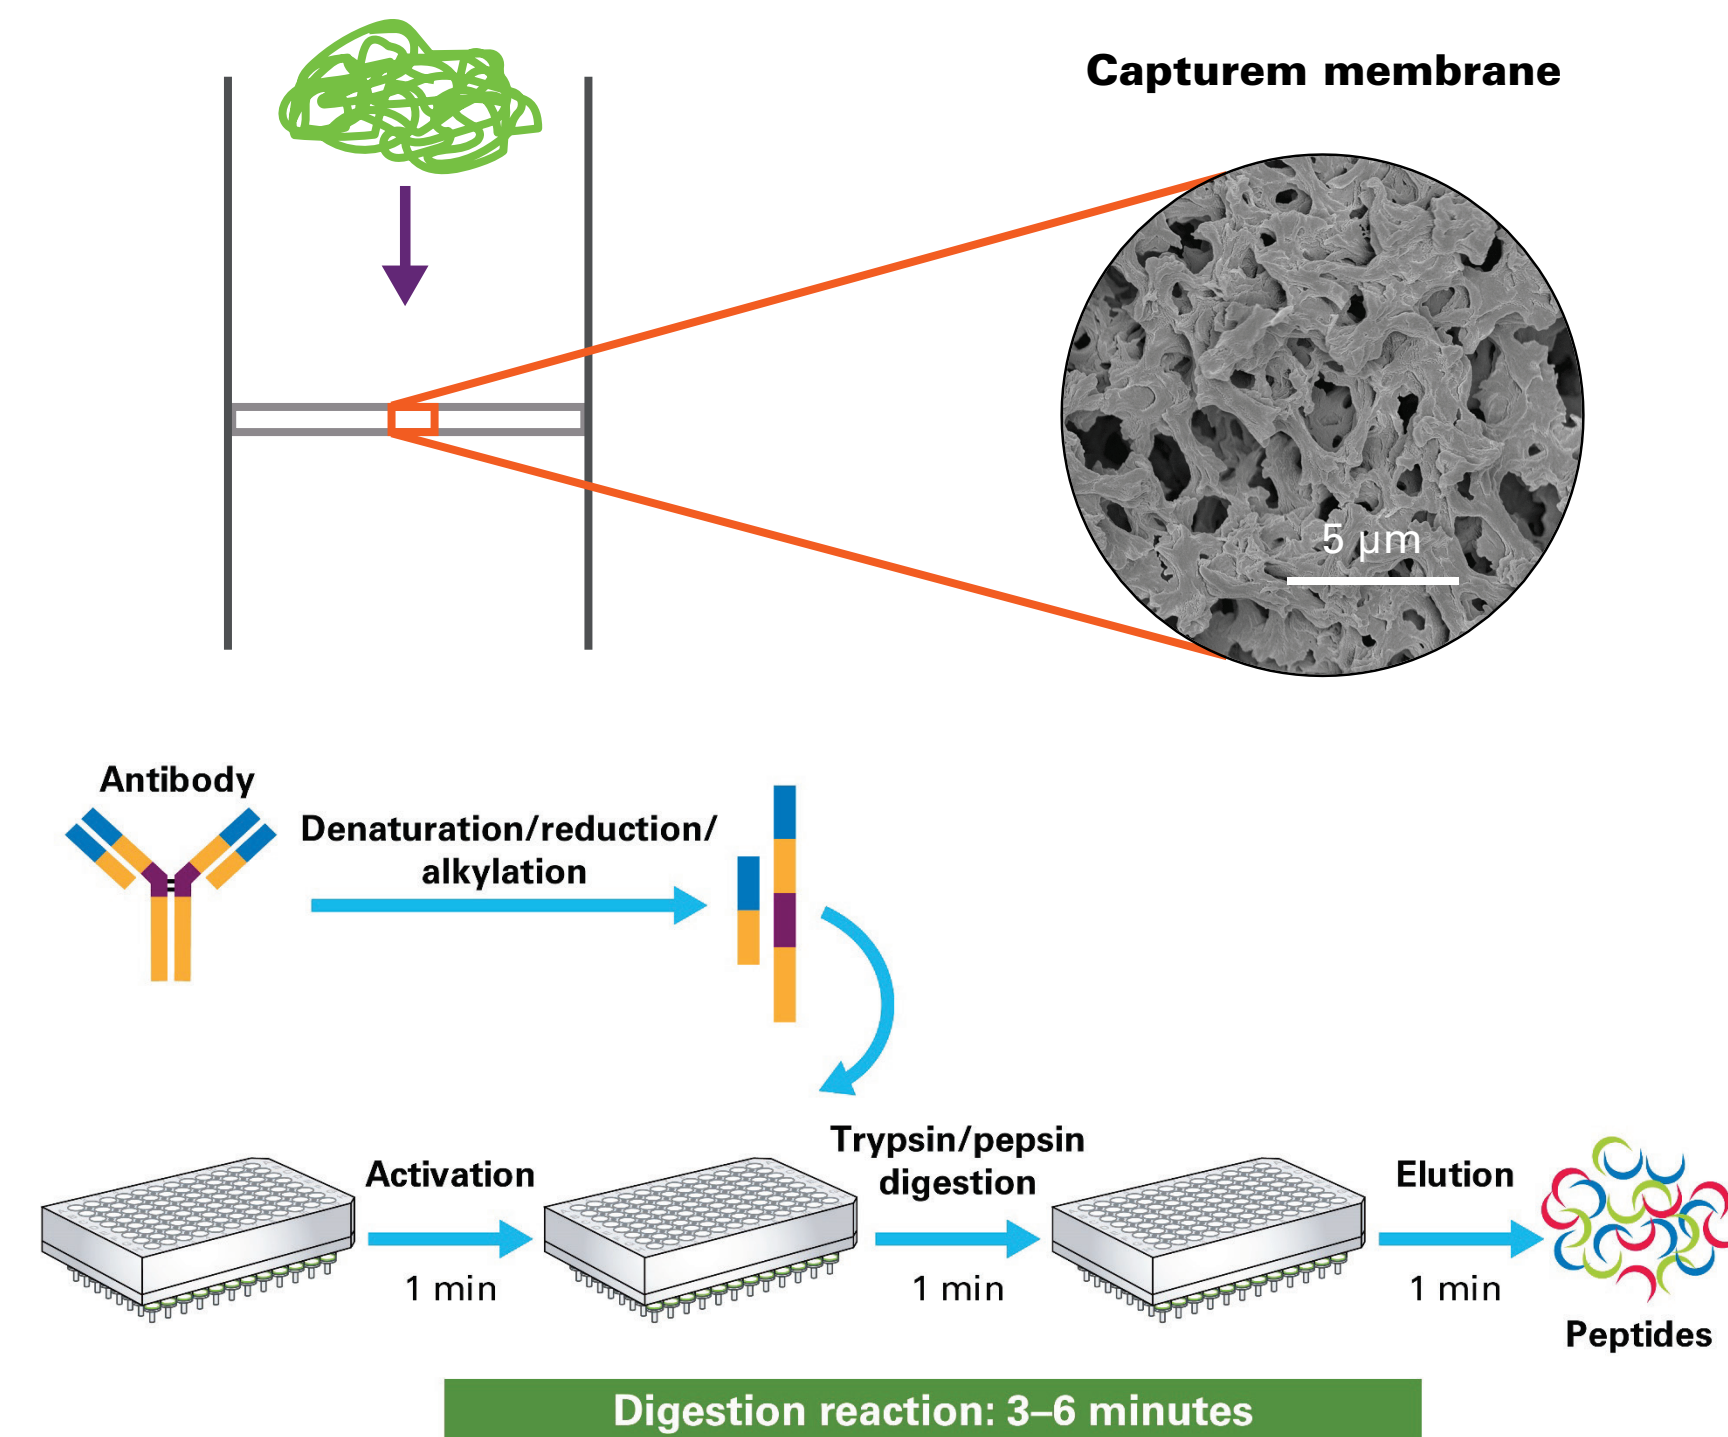 Capturem membrane
5 µm
Antibody
Denaturation/reduction/
alkylation
Trypsin/pepsin
digestion
Activation
Elution
1 min
1 min
1 min
Peptides
Digestion reaction: 3–6 minutes